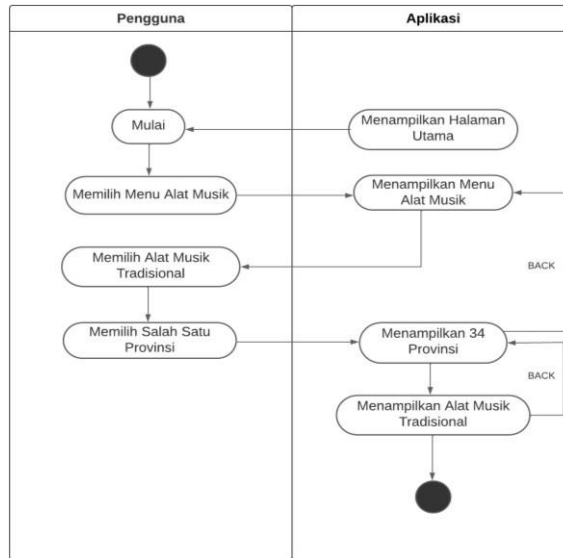 Pengguna
Aplikasi
Mulai
Menampilkan Halaman
Utama
Memilih Menu Alat Musik
Menampilkan Menu
Alat Musik
Memilih Alat Musik
Tradisional
BACK
Memilih Salah Satu
Provinsi
Menampilkan 34
Provinsi
BACK
Menampilkan Alat Musik
Tradisional